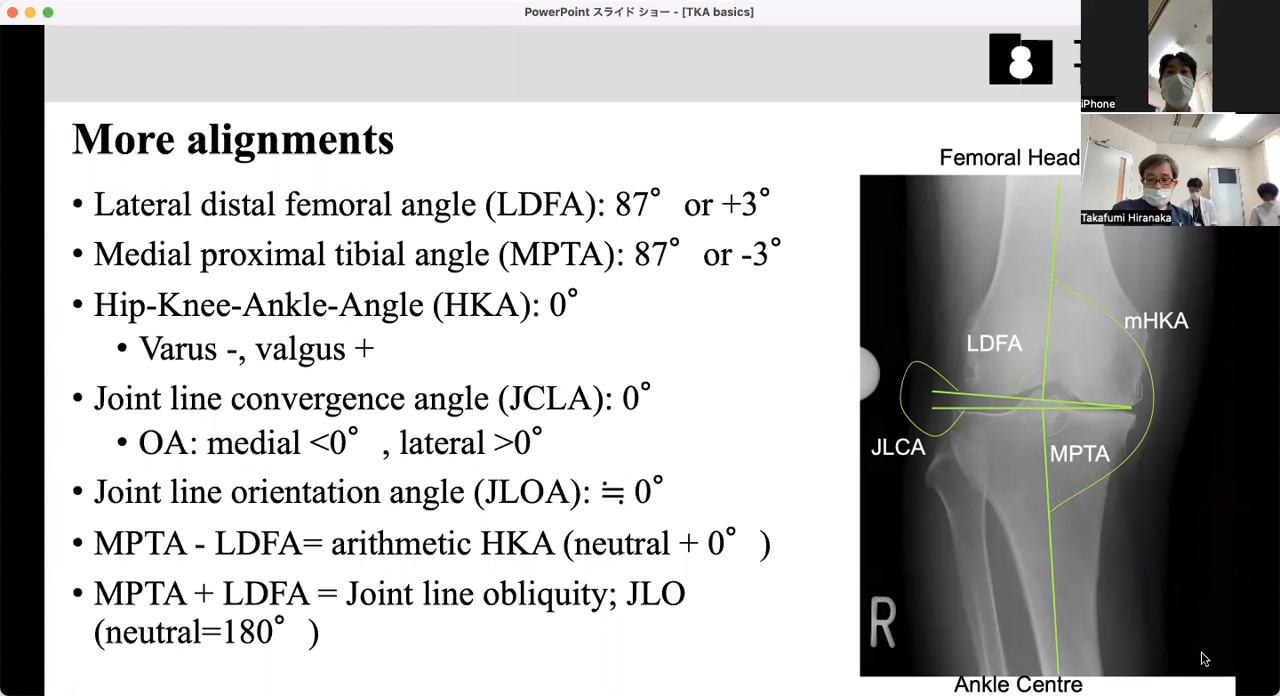 PowerPoint スライド ショー - [TKA basics]
iPhone
More alignments
Femoral Head
Takafumi Hiranaka
• Lateral distal femoral angle (LDFA): 87° or +3°
• Medial proximal tibial angle (MPTA): 87° or -3°
• Hip-Knee-Ankle-Angle (HKA): 0°
• Varus -, valgus +
• Joint line convergence angle (JCLA): 0°
• OA: medial <0° , lateral >0°
• Joint line orientation angle (JLOA): ≒ 0°
• MPTA - LDFA= arithmetic HKA (neutral + 0° )
• MPTA + LDFA = Joint line obliquity; JLO
(neutral=180° )
mHKA
LDFA
JLCA
MPTA
R
Ankle Centre